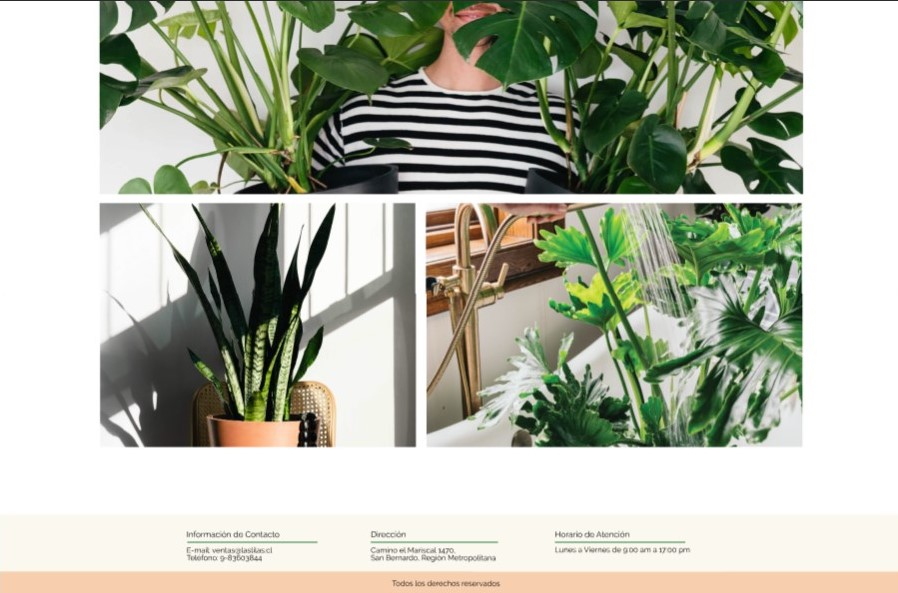 Información de Contacto
E-mail: ventas@laslilas.cl
Teléfono: 9-83603844
Dirección
Camino el Mariscal 1470,
San Bernardo, Región Metropolitana
Horario de Atención
Lunes a Viernes de 9:00 am a 17:00 pm
Todos los derechos reservados